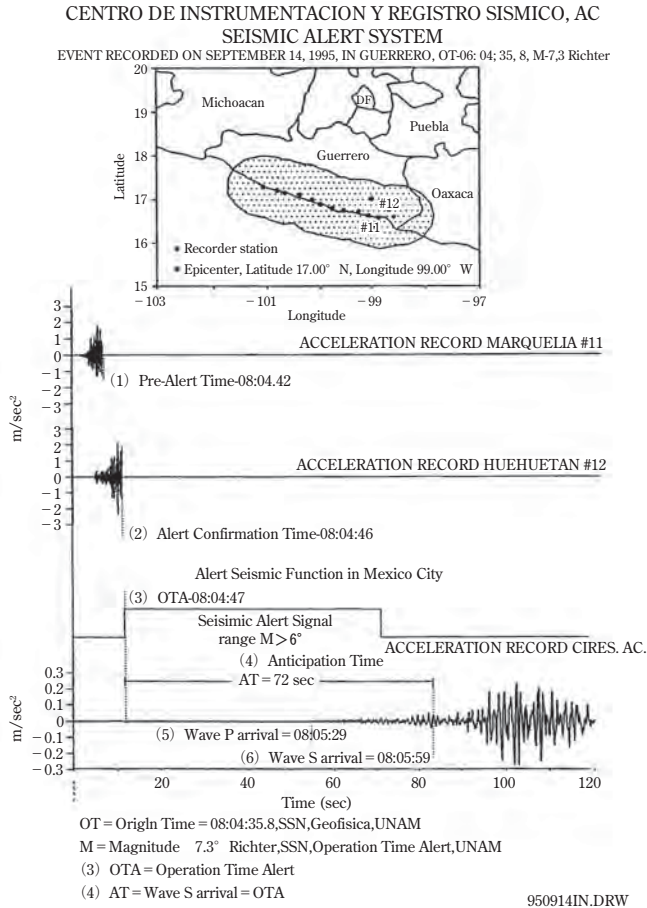 CENTRO DE INSTRUMENTACION Y REGISTRO SISMICO, AC
SEISMIC ALERT SYSTEM
EVENT RECORDED ON SEPTEMBER 14, 1995, IN GUERRERO, OT-06: 04; 35, 8, M-7,3 Richter
20
19
18
17
16
15
Latitude
Michoacan
DF
Puebla
Guerrero
Oaxaca
#12
#11
• Recorder station
• Epicenter, Latitude 17.00° N, Longitude 99.00° W
−103 −101 −99 −97
Longitude
3
2
1
0
−1
−2
−3
ACCELERATION RECORD MARQUELIA #11
(1) Pre-Alert Time-08:04.42
m/sec²
3
2
1
0
−1
−2
−3
ACCELERATION RECORD HUEHUETAN #12
(2) Alert Confirmation Time-08:04:46
Alert Seismic Function in Mexico City
(3) OTA-08:04:47
Seisimic Alert Signal
range M>6°
ACCELERATION RECORD CIRES. AC.
(4) Anticipation Time
AT=72 sec
0.3
0.2
0.1
0
−0.1
−0.2
−0.3
m/sec²
(5) Wave P arrival=08:05:29
(6) Wave S arrival=08:05:59
20 40 60 80 100 120
Time (sec)
OT=OrigIn Time=08:04:35.8,SSN,Geofisica,UNAM
M=Magnitude 7.3° Richter,SSN,Operation Time Alert,UNAM
(3) OTA=Operation Time Alert
(4) AT=Wave S arrival=OTA
950914IN.DRW